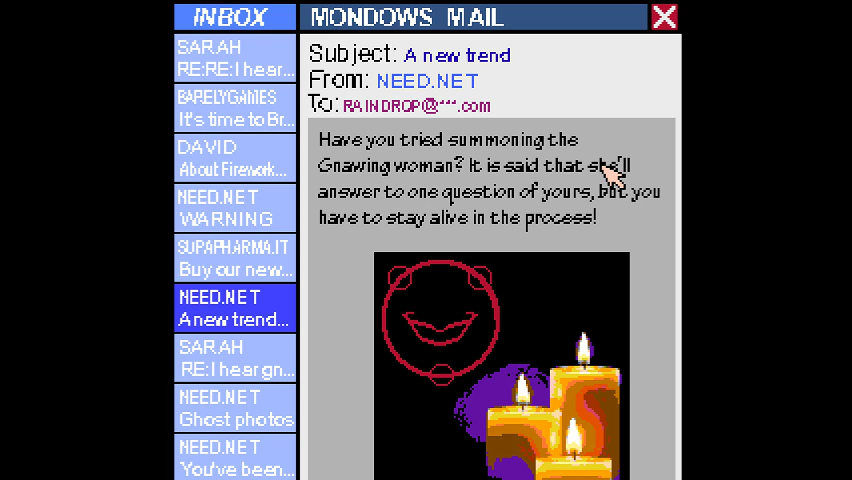 INBOX
MONDOWS MAIL
SARAH
RE:RE:I hear...
BARELYGAMES
It's time to Br...
DAVID
About Firework...
NEED.NET
WARNING
SUPAPHARMA.IT
Buy our new...
NEED.NET
A new trend...
SARAH
RE:I hear gn...
NEED.NET
Ghost photos
NEED.NET
You've been...
Subject: A new trend
From: NEED.NET
To: RAINDROP@***.com
Have you tried summoning the
Gnawing woman? It is said that she'll
answer to one question of yours, but you
have to stay alive in the process!